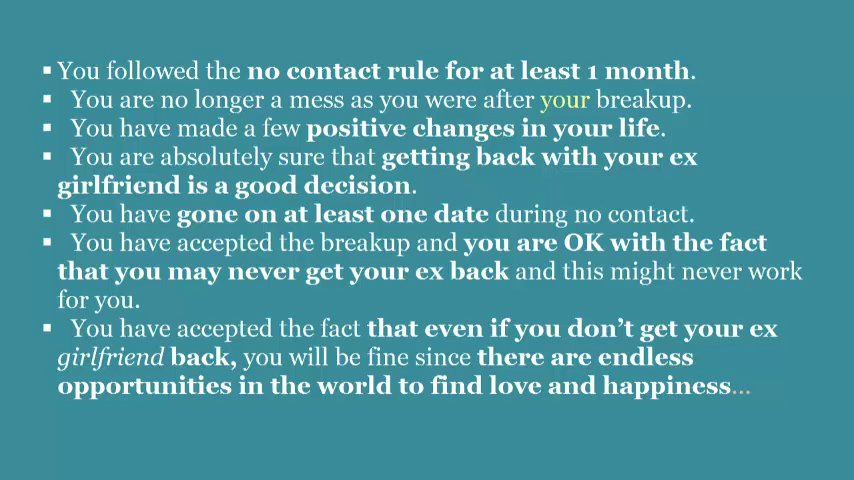 ▪ You followed the no contact rule for at least 1 month.
▪ You are no longer a mess as you were after your breakup.
▪ You have made a few positive changes in your life.
▪ You are absolutely sure that getting back with your ex
girlfriend is a good decision.
▪ You have gone on at least one date during no contact.
▪ You have accepted the breakup and you are OK with the fact
that you may never get your ex back and this might never work
for you.
▪ You have accepted the fact that even if you don’t get your ex
girlfriend back, you will be fine since there are endless
opportunities in the world to find love and happiness...